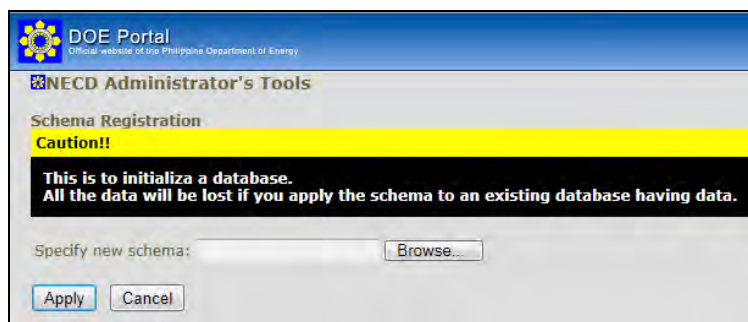 DOE Portal
Official website of the Philippine Department of Energy
NECD Administrator's Tools
Schema Registration
Caution!!
This is to initializa a database.
All the data will be lost if you apply the schema to an existing database having data.
Specify new schema: Browse...
Apply Cancel